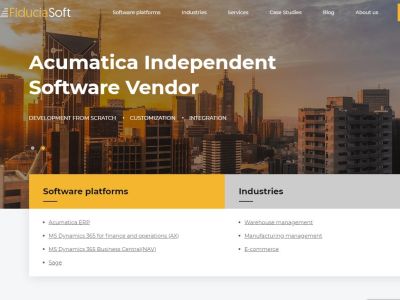 FiduciaSoft
Software platforms Industries Services Case Studies Blog About us
Acumatica Independent
Software Vendor
DEVELOPMENT FROM SCRATCH • CUSTOMIZATION • INTEGRATION
Software platforms
Industries
• Acumatica ERP
• MS Dynamics 365 for finance and operations (AX)
• MS Dynamics 365 Business Central(NAV)
• Sage
• Warehouse management
• Manufacturing management
• E-commerce